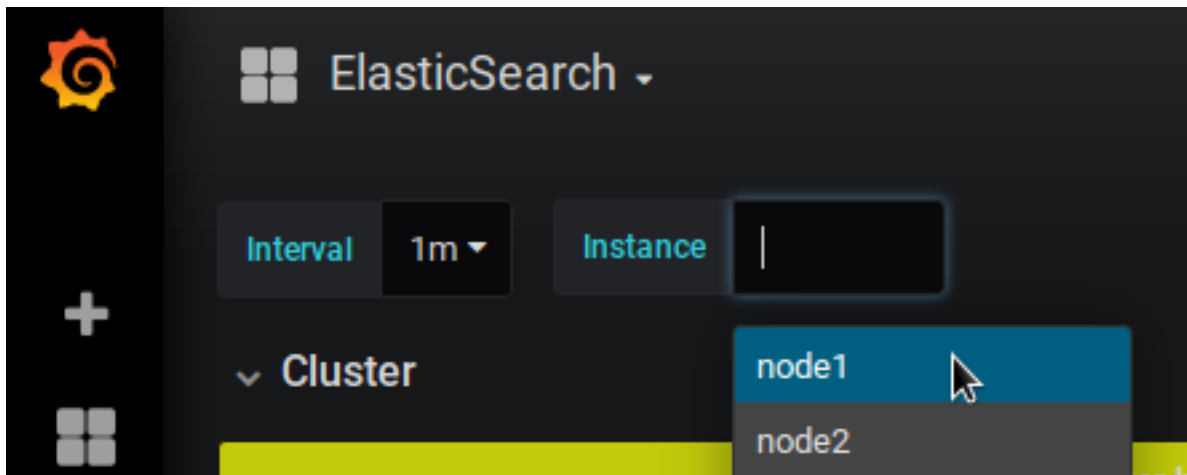 ElasticSearch
Interval 1m Instance
Cluster
node1
node2